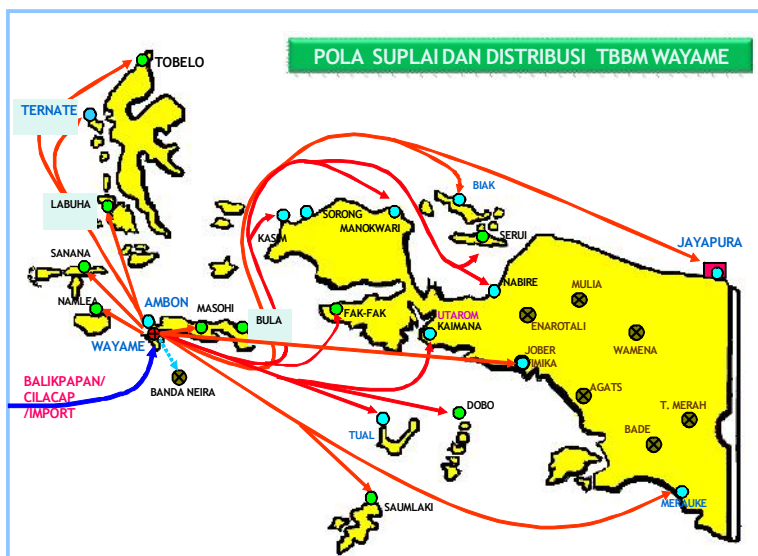 POLA SUPLAI DAN DISTRIBUSI TBBM WAYAME
TOBELO
TERNATE
LABUHA
SANANA
NAMLEA
AMBON
WAYAME
MASOHI
BULA
BALIKPAPAN/
CILACAP
/IMPORT
BANDA NEIRA
KASIM
SORONG
MANOKWARI
BIAK
SERUI
JAYAPURA
NABIRE
FAK-FAK
UTAROM
KAIMANA
MULIA
ENAROTALI
WAMENA
JOBER
TIMIKA
AGATS
T. MERAH
BADE
DOBO
TUAL
SAUMLAKI
MERAUKE